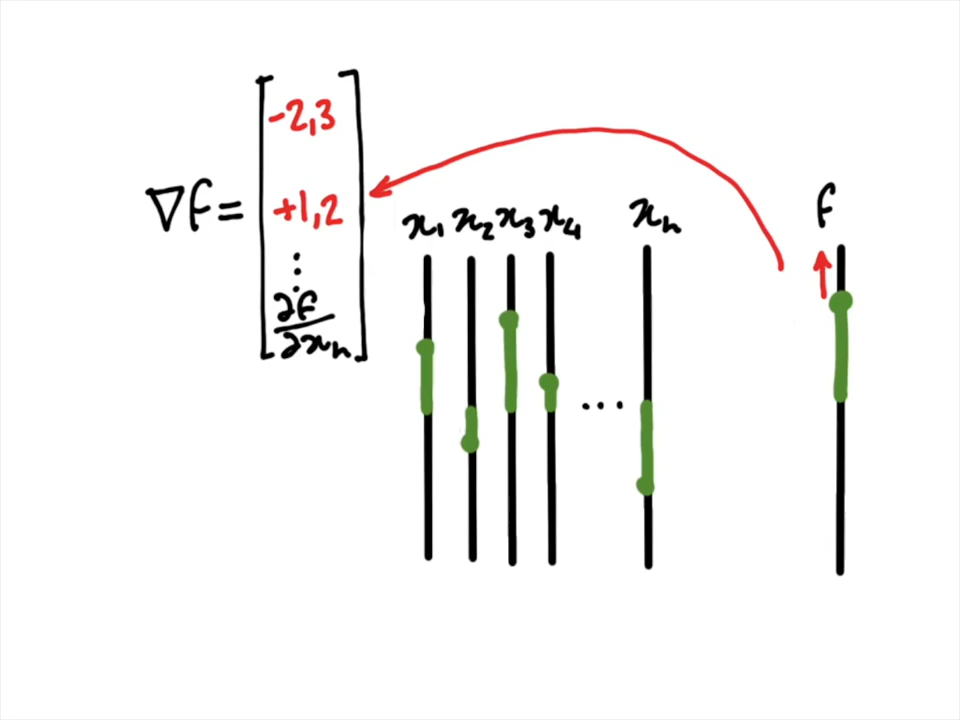 -2,3
∇f= +1,2
⋮
∂f
∂xn
x1 x2 x3 x4 xn f
...